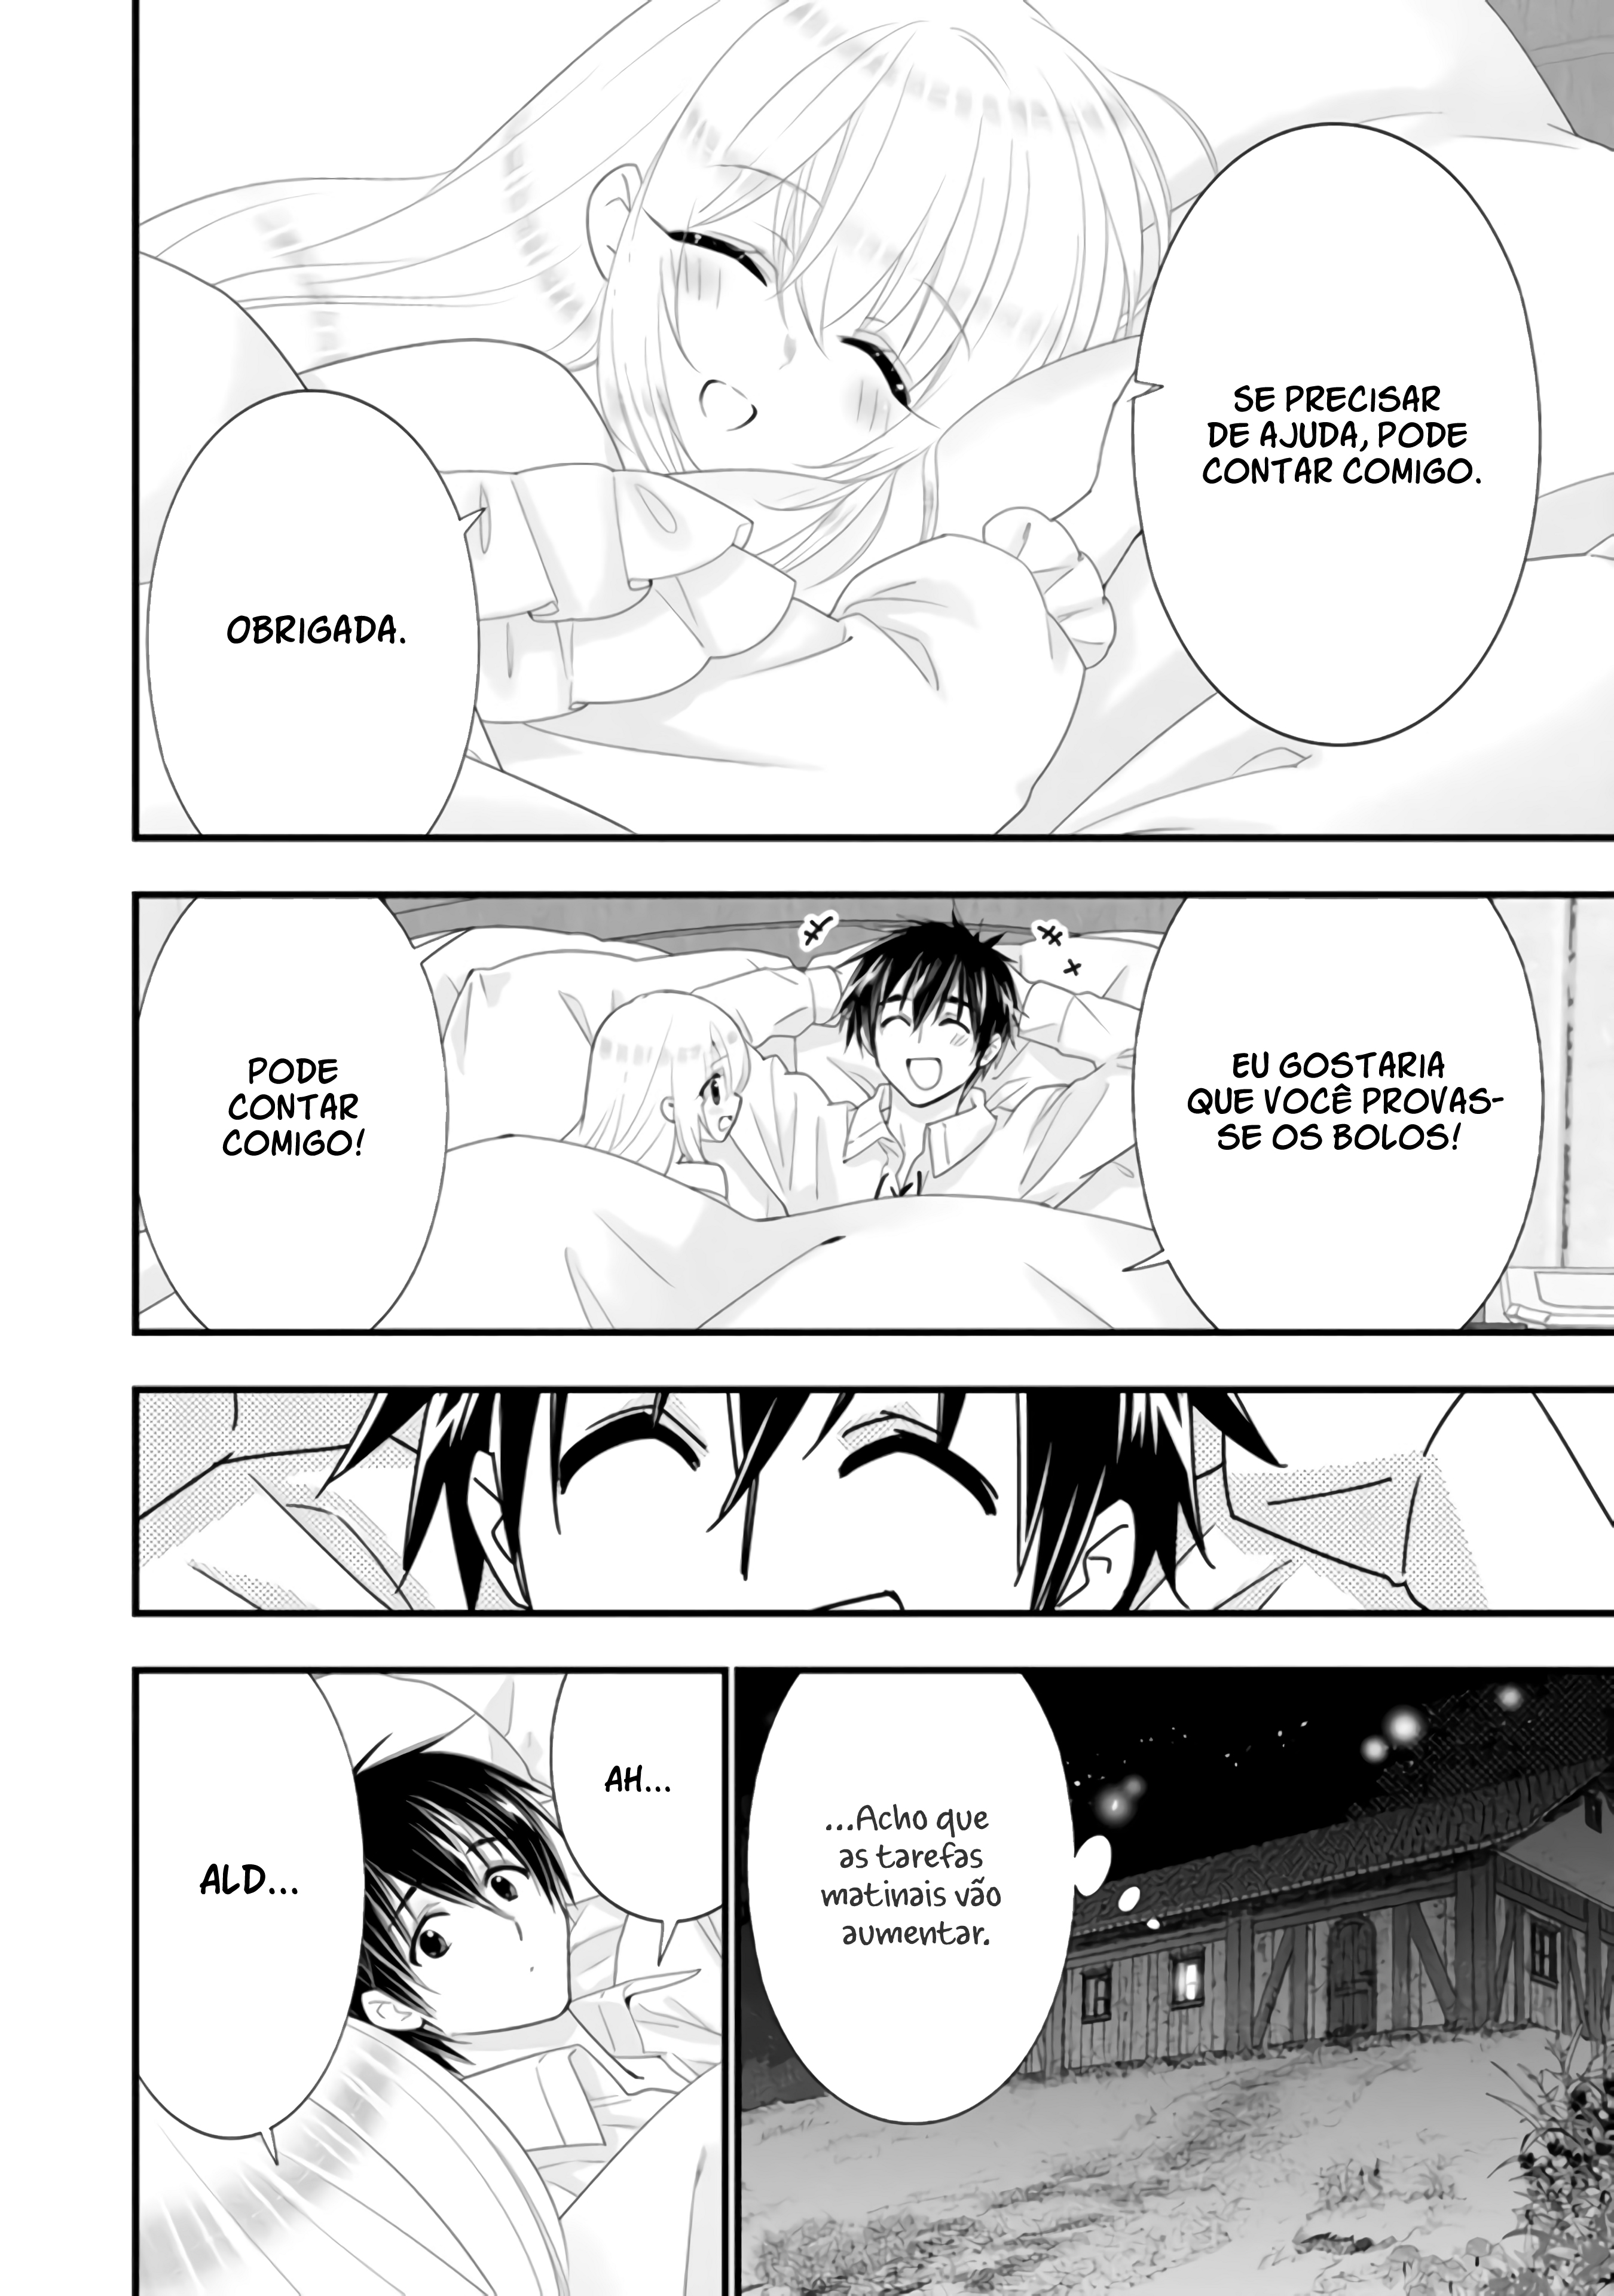 SE PRECISAR
DE AJUDA, PODE
CONTAR COMIGO.
OBRIGADA.
EU GOSTARIA
QUE VOCÊ PROVAS-
SE OS BOLOS!
PODE
CONTAR
COMIGO!
...Acho que
as tarefas
matinais vão
aumentar.
AH...
ALD...